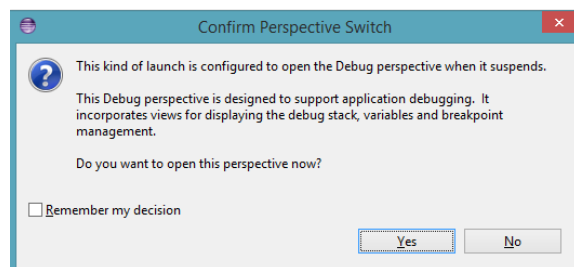 Confirm Perspective Switch
This kind of launch is configured to open the Debug perspective when it suspends.
This Debug perspective is designed to support application debugging. It
incorporates views for displaying the debug stack, variables and breakpoint
management.
Do you want to open this perspective now?
Remember my decision
Yes No